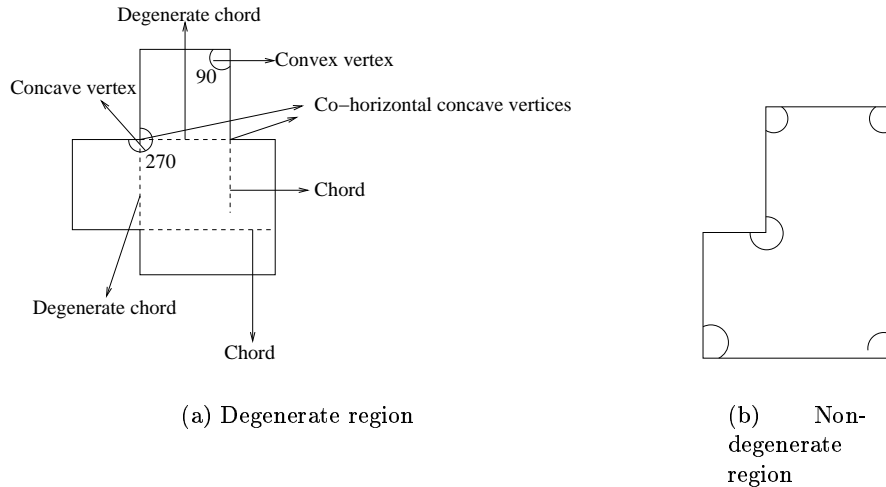 Degenerate chord
90
Convex vertex
Concave vertex
Co-horizontal concave vertices
270
Chord
Degenerate chord
Chord
(a) Degenerate region
(b) Non-
degenerate
region